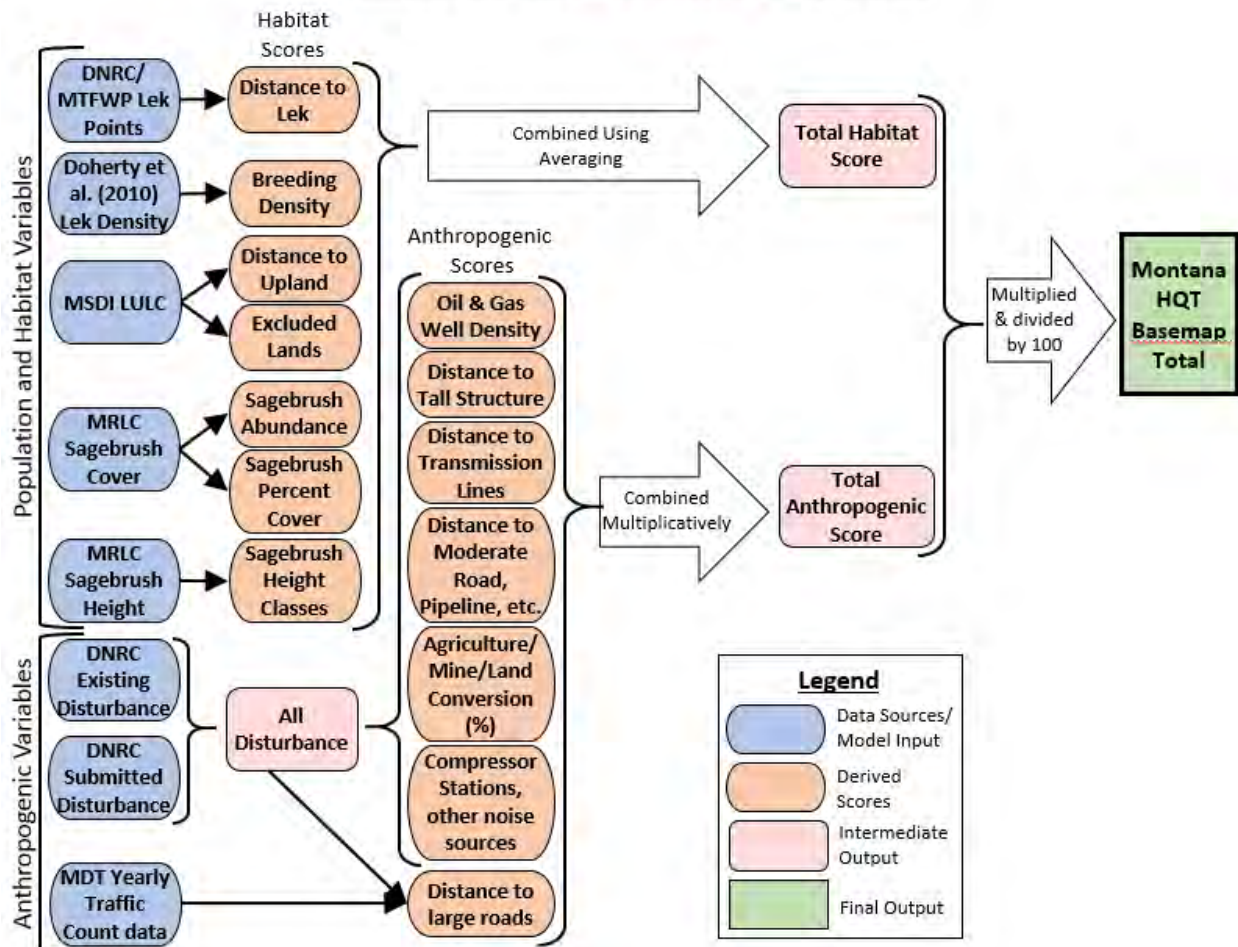 Population and Habitat Variables
Habitat
Scores
DNRC/
MTFWP Lek
Points
Distance to
Lek
Doherty et
al. (2010)
Lek Density
Breeding
Density
MSDI LULC
Distance to
Upland
Excluded
Lands
MRLC
Sagebrush
Cover
Sagebrush
Abundance
Sagebrush
Percent
Cover
MRLC
Sagebrush
Height
Sagebrush
Height
Classes
Combined Using
Averaging
Total Habitat
Score
Anthropogenic Variables
DNRC
Existing
Disturbance
DNRC
Submitted
Disturbance
All
Disturbance
MDT Yearly
Traffic
Count data
Anthropogenic
Scores
Oil & Gas
Well Density
Distance to
Tall Structure
Distance to
Transmission
Lines
Distance to
Moderate
Road,
Pipeline, etc.
Agriculture/
Mine/Land
Conversion
(%)
Compressor
Stations,
other noise
sources
Distance to
large roads
Combined
Multiplicatively
Total
Anthropogenic
Score
Multiplied
& divided
by 100
Montana
HQT
Basemap
Total
Legend
Data Sources/
Model Input
Derived
Scores
Intermediate
Output
Final Output